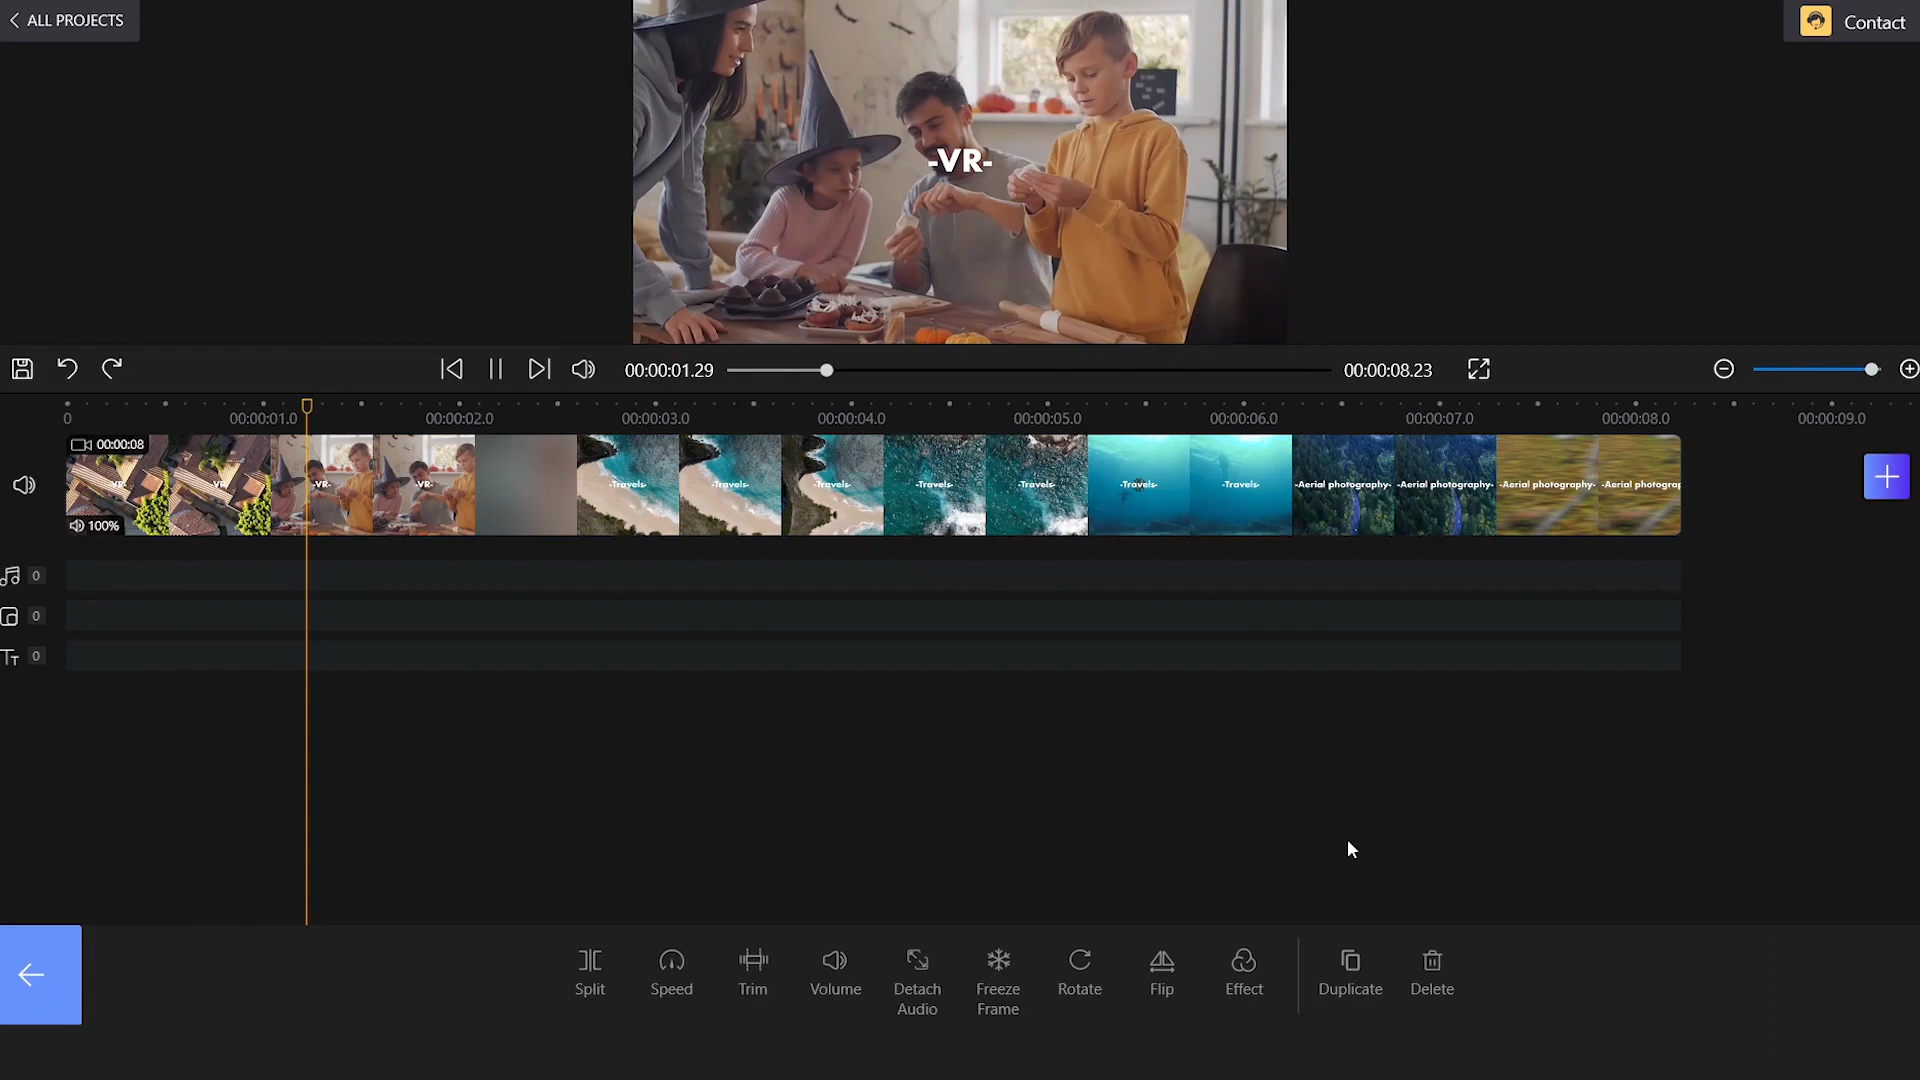 ALL PROJECTS
Contact
-VR-
00:00:01.29
00:00:08.23
0 00:00:01.0 00:00:02.0 00:00:03.0 00:00:04.0 00:00:05.0 00:00:06.0 00:00:07.0 00:00:08.0 00:00:09.0
00:00:08
-VR- -VR- -VR- -VR- -Travels- -Travels- -Travels- -Travels- -Travels- -Travels- -Travels- -Aerial photography- -Aerial photography- -Aerial photography- -Aerial photograp
100%
0
0
0
Split
Speed
Trim
Volume
Detach
Audio
Freeze
Frame
Rotate
Flip
Effect
Duplicate
Delete